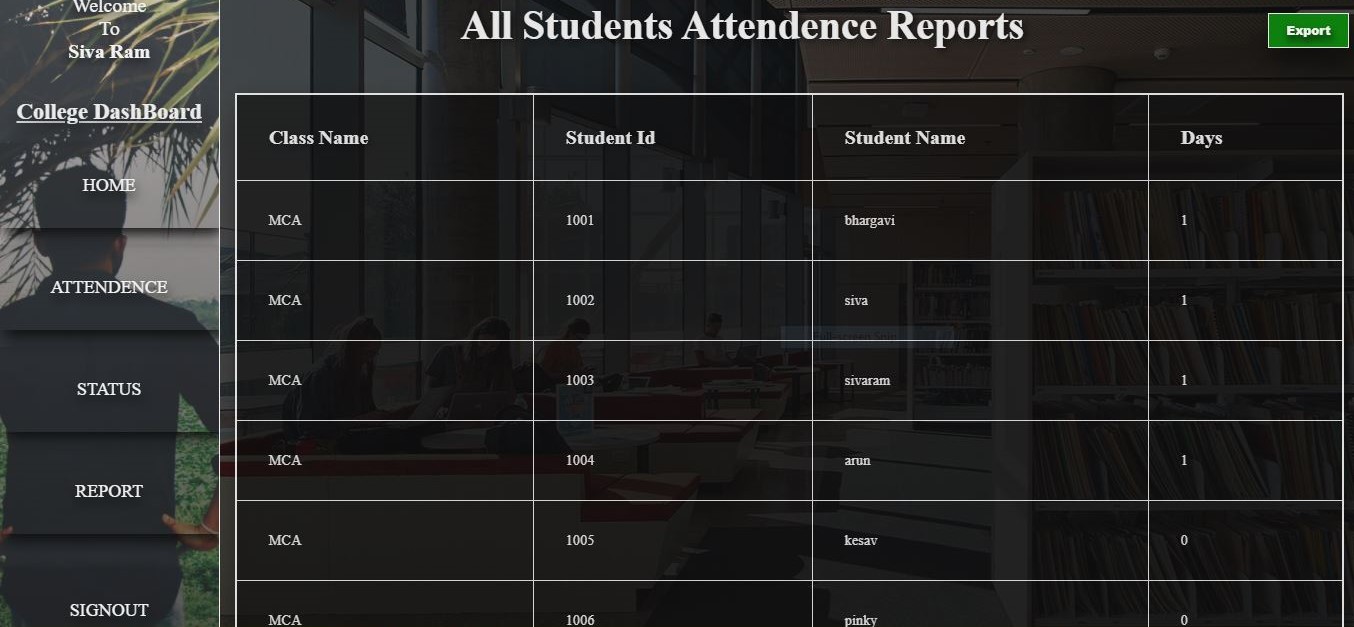 Welcome
To
Siva Ram
College DashBoard
HOME
ATTENDENCE
STATUS
REPORT
SIGNOUT
All Students Attendence Reports
Export
Class Name Student Id Student Name Days
MCA 1001 bhargavi 1
MCA 1002 siva 1
MCA 1003 sivaram 1
MCA 1004 arun 1
MCA 1005 kesav 0
MCA 1006 pinky 0